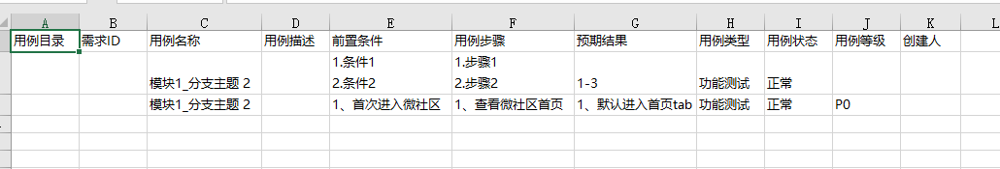 A B C D E F G H I J K L
用例目录 需求ID 用例名称 用例描述 前置条件 用例步骤 预期结果 用例类型 用例状态 用例等级 创建人
1.条件1 1.步骤1
模块1_分支主题 2 2.条件2 2.步骤2 1-3 功能测试 正常
模块1_分支主题 2 1、首次进入微社区 1、查看微社区首页 1、默认进入首页tab 功能测试 正常 P0